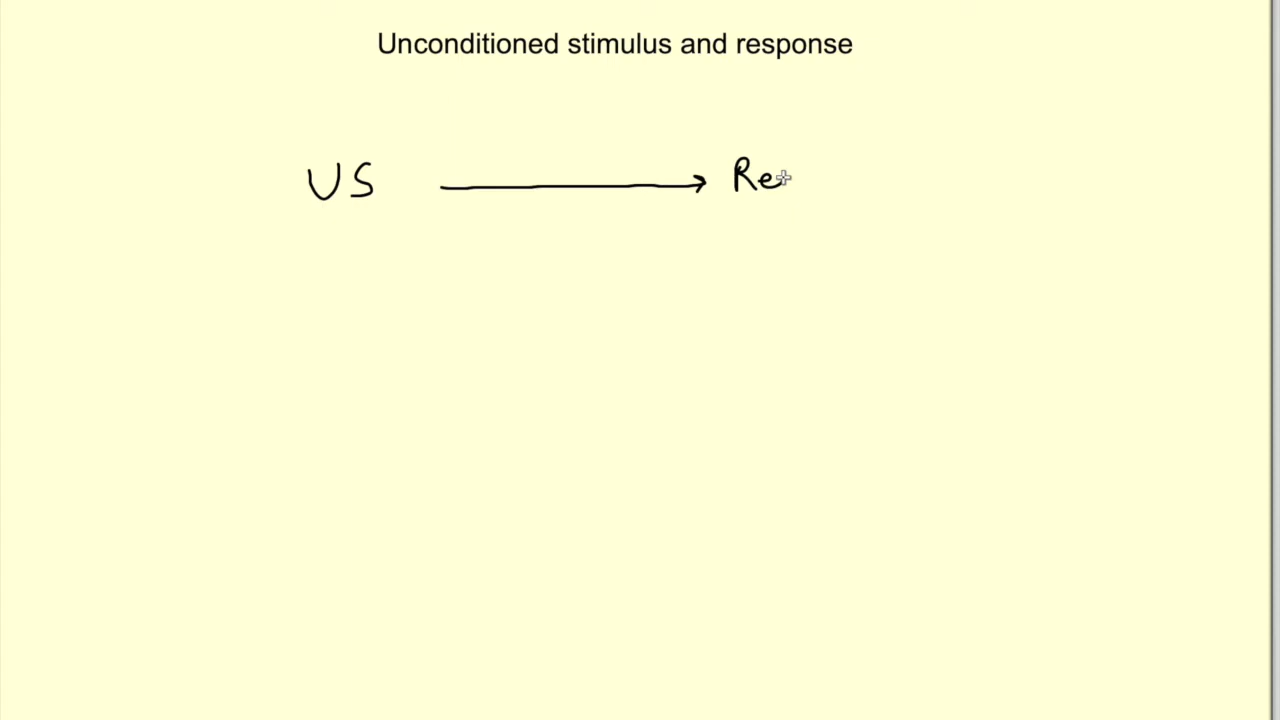 Unconditioned stimulus and response
US → Re